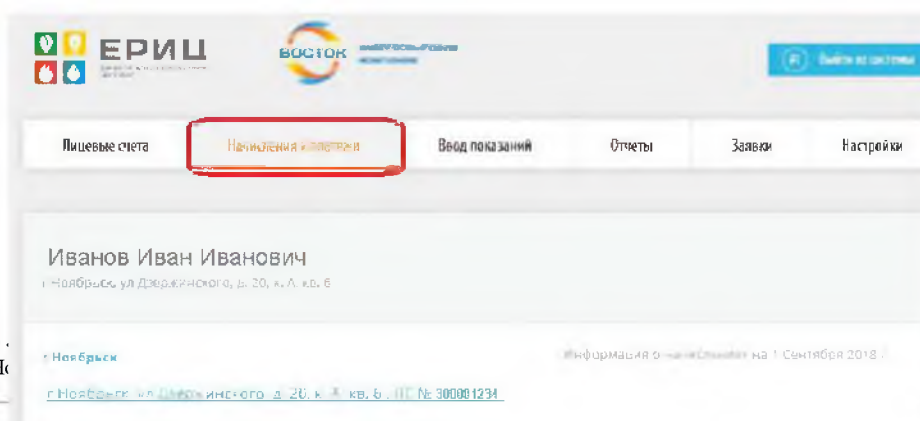 ЕРИЦ
ВОСТОК
Выйти из системы
Лицевые счета
Начисления и платежи
Ввод показаний
Отчеты
Заявки
Настройки
Иванов Иван Иванович
г Ноябрьск, ул Дзержинского, д. 20, к. А, кв. 6
г Ноябрьск
Информация о на 1 Сентября 2018 г
г Ноябрьск, ул Дзержинского, д. 20, к. А, кв. 6, ЛС № 300001234